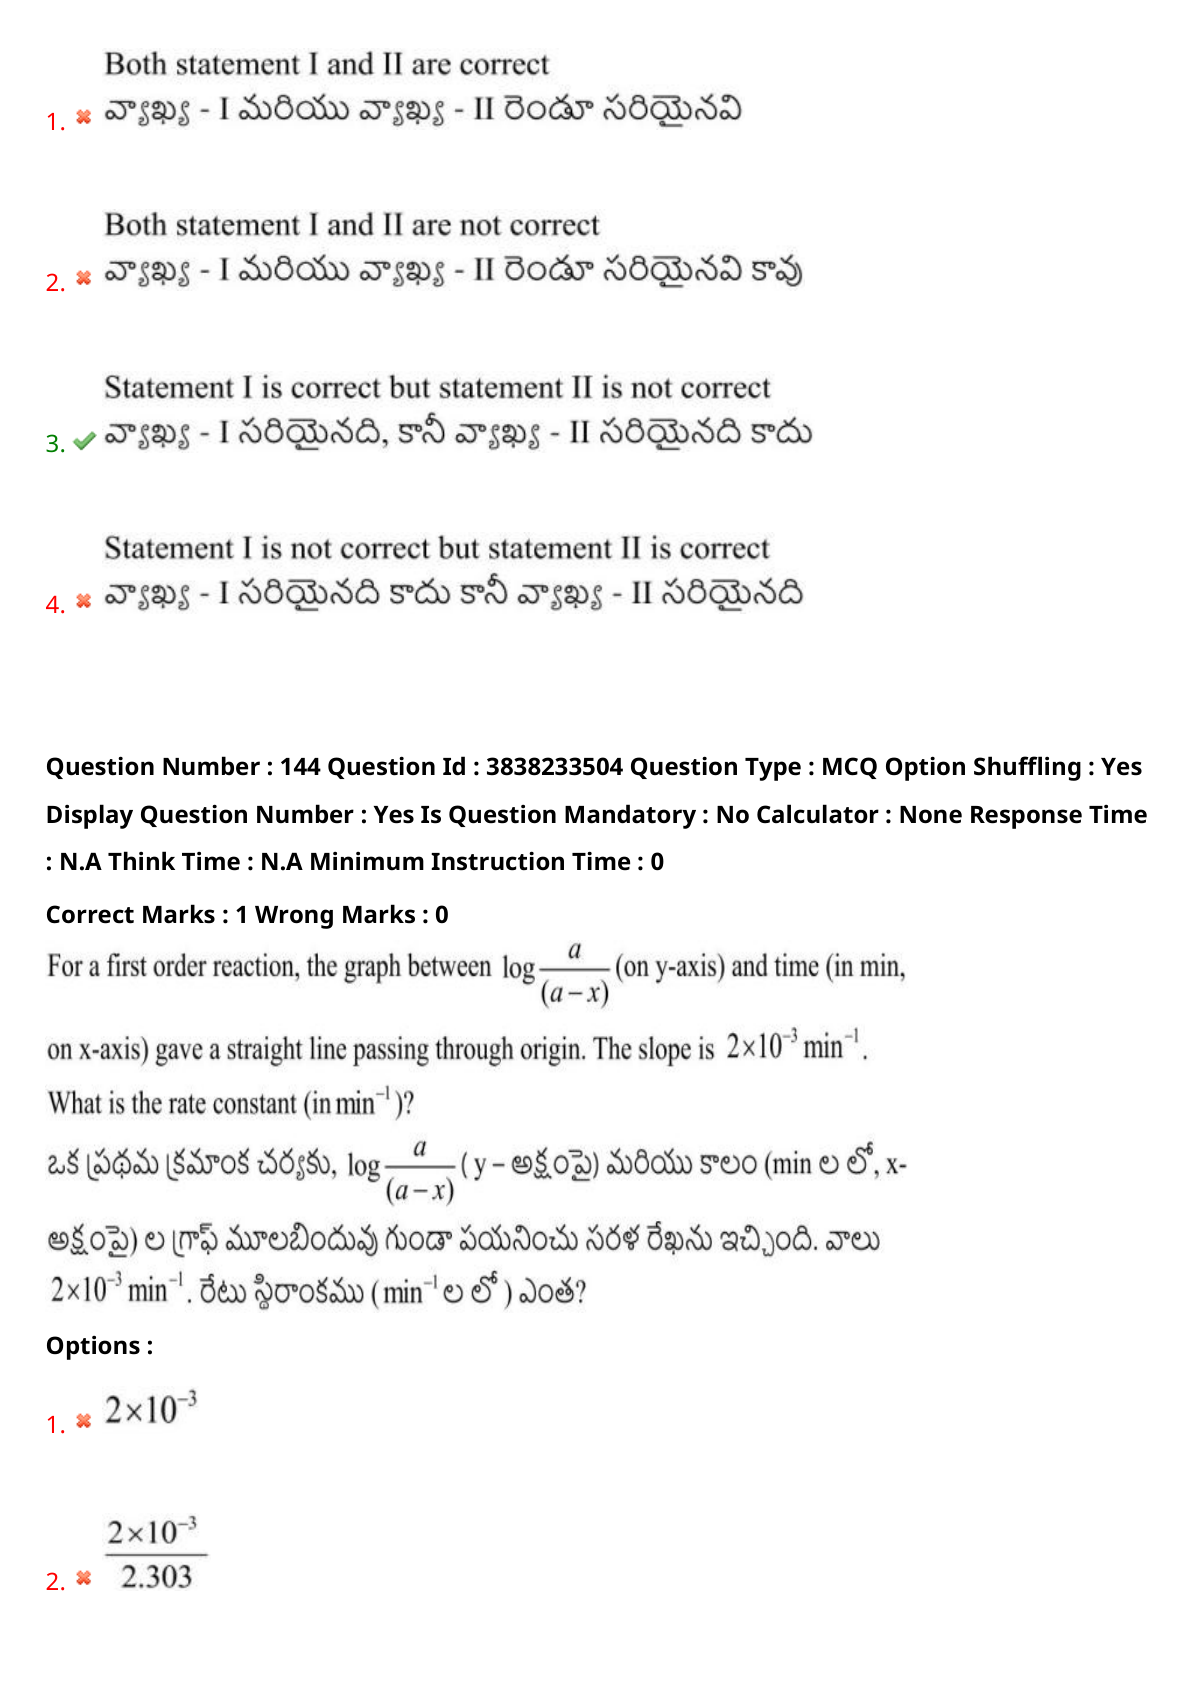 Both statement I and II are correct
1. వ్యాఖ్య - I మరియు వ్యాఖ్య - II రెండూ సరియైనవి
Both statement I and II are not correct
2. వ్యాఖ్య - I మరియు వ్యాఖ్య - II రెండూ సరియైనవి కావు
Statement I is correct but statement II is not correct
3. వ్యాఖ్య - I సరియైనది, కానీ వ్యాఖ్య - II సరియైనది కాదు
Statement I is not correct but statement II is correct
4. వ్యాఖ్య - I సరియైనది కాదు కానీ వ్యాఖ్య - II సరియైనది
Question Number : 144 Question Id : 3838233504 Question Type : MCQ Option Shuffling : Yes
Display Question Number : Yes Is Question Mandatory : No Calculator : None Response Time
: N.A Think Time : N.A Minimum Instruction Time : 0
Correct Marks : 1 Wrong Marks : 0
For a first order reaction, the graph between log a/(a−x) (on y-axis) and time (in min,
on x-axis) gave a straight line passing through origin. The slope is 2×10⁻³ min⁻¹.
What is the rate constant (in min⁻¹)?
ఒక ప్రథమ క్రమాంక చర్యకు, log a/(a−x) ( y – అక్షంపై) మరియు కాలం (min ల లో, x-
అక్షంపై) ల గ్రాఫ్ మూలబిందువు గుండా పయనించు సరళ రేఖను ఇచ్చింది. వాలు
2×10⁻³ min⁻¹. రేటు స్థిరాంకము (min⁻¹ ల లో ) ఎంత?
Options :
1. 2×10⁻³
2. 2×10⁻³/2.303